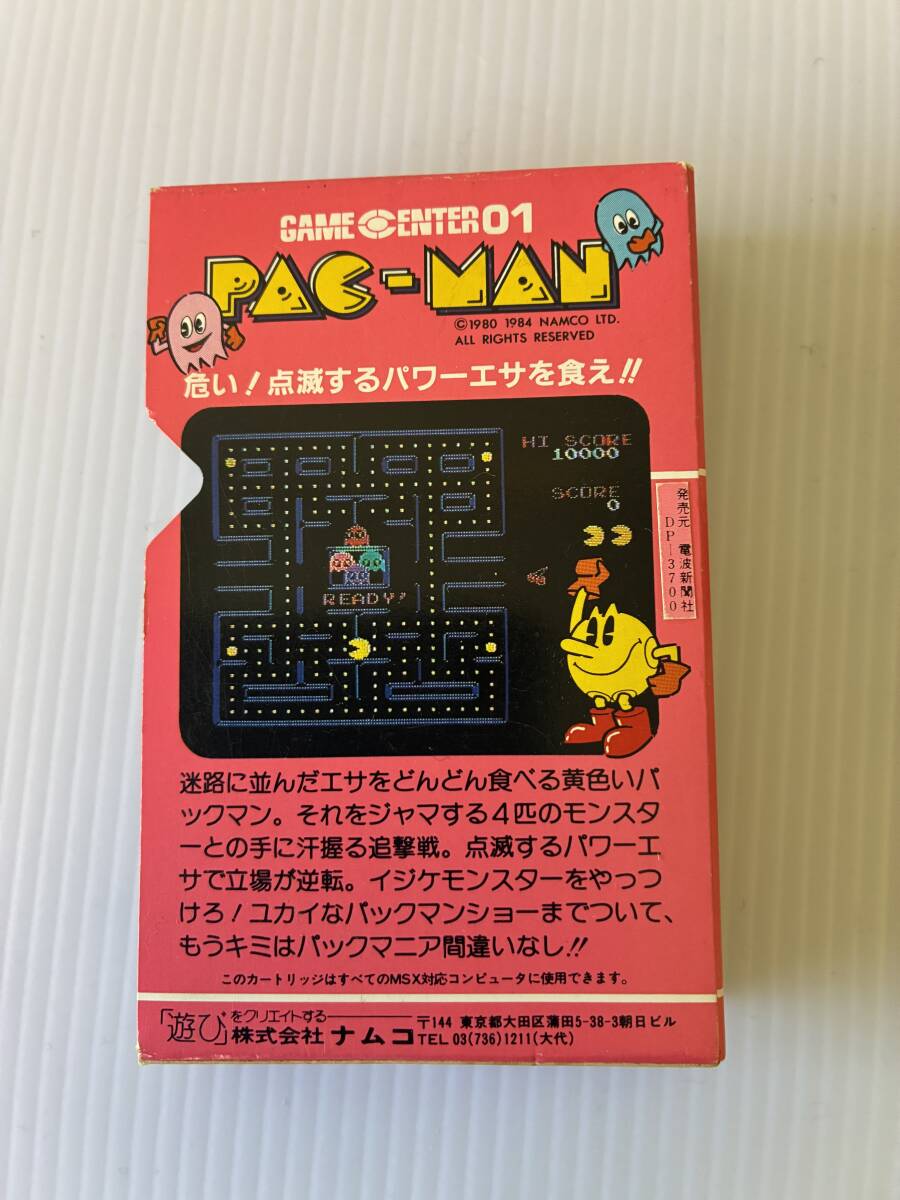 GAME CENTER 01
PAC-MAN
©1980 1984 NAMCO LTD.
ALL RIGHTS RESERVED
危い!点滅するパワーエサを食え!!
HI SCORE
10000
SCORE
0
READY!
発売元 電波新聞社
DP-3700
迷路に並んだエサをどんどん食べる黄色いパ
ックマン。それをジャマする4匹のモンスタ
ーとの手に汗握る追撃戦。点滅するパワーエ
サで立場が逆転。イジケモンスターをやっつ
けろ!ユカイなパックマンショーまでついて、
もうキミはパックマニア間違いなし!!
このカートリッジはすべてのMSX対応コンピュータに使用できます。
「遊び」をクリエイトする
株式会社 ナムコ
〒144 東京都大田区蒲田5-38-3朝日ビル
TEL 03(736)1211(大代)